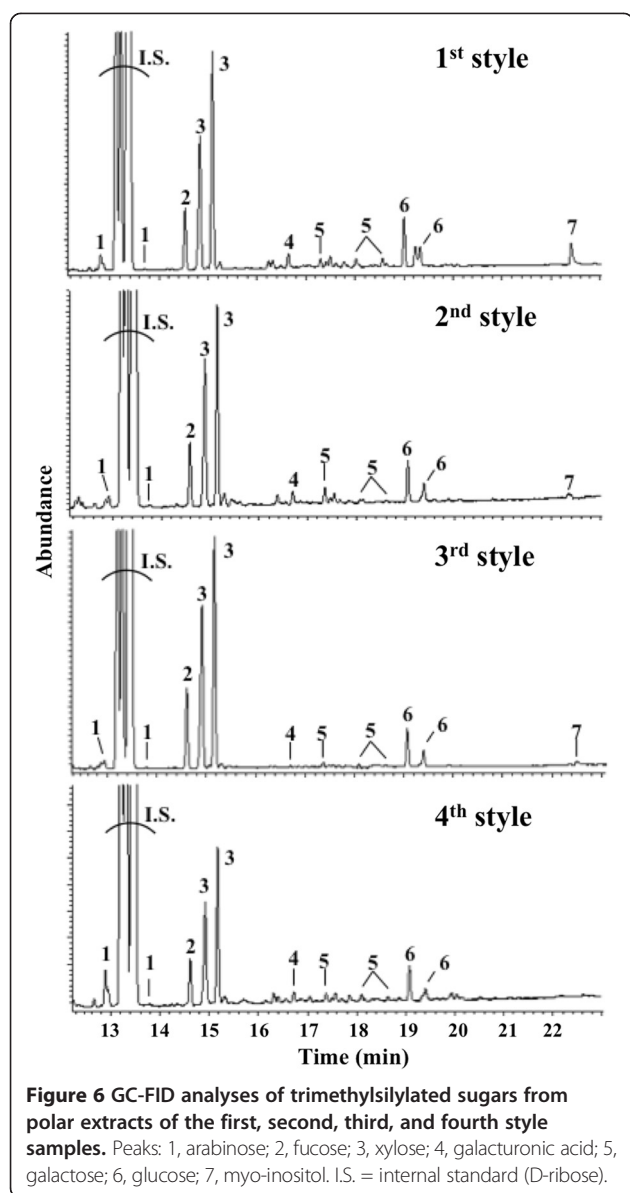 I.S.
1st style
3
3
2
1
1
4
5
5
6
6
7
I.S.
2nd style
3
3
2
1
1
4
5
5
6
6
7
Abundance
I.S.
3rd style
3
3
2
1
1
4
5
5
6
6
7
I.S.
4th style
3
3
2
1
1
4
5
5
6
6
13 14 15 16 17 18 19 20 21 22
Time (min)
Figure 6 GC-FID analyses of trimethylsilylated sugars from
polar extracts of the first, second, third, and fourth style
samples. Peaks: 1, arabinose; 2, fucose; 3, xylose; 4, galacturonic acid; 5,
galactose; 6, glucose; 7, myo-inositol. I.S. = internal standard (D-ribose).